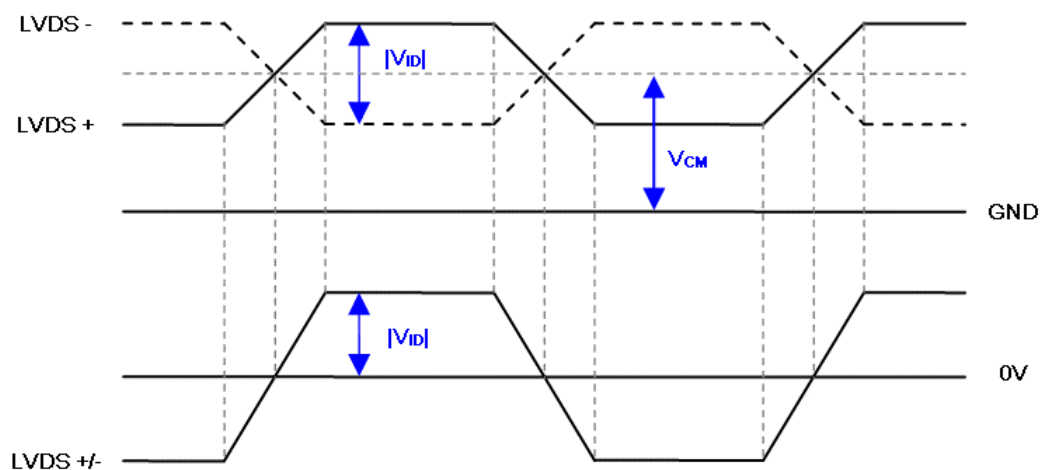 LVDS -
|VID|
LVDS +
VCM
GND
|VID|
0V
LVDS +/-